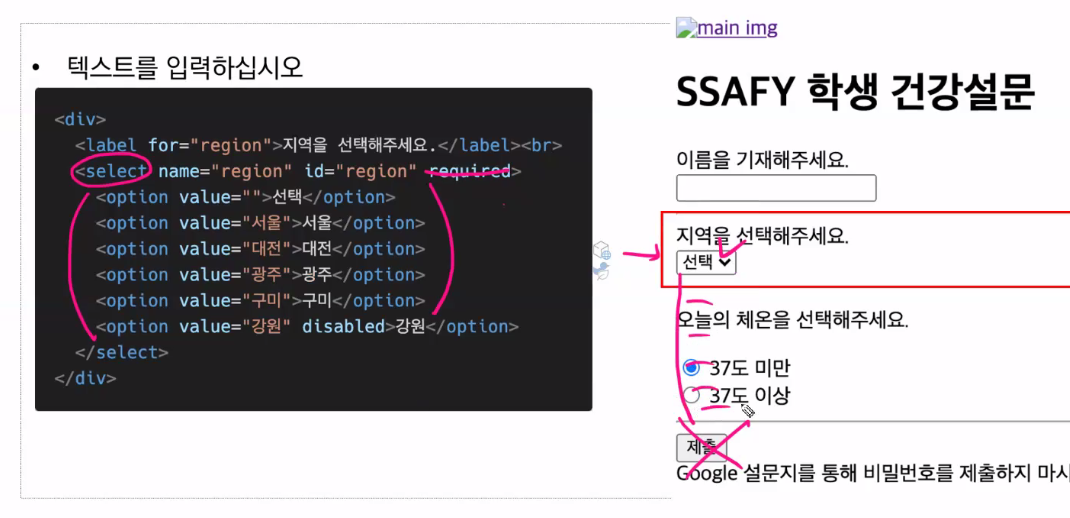 • 텍스트를 입력하십시오
<div>
<label for="region">지역을 선택해주세요.</label><br>
<select name="region" id="region" required>
<option value="">선택</option>
<option value="서울">서울</option>
<option value="대전">대전</option>
<option value="광주">광주</option>
<option value="구미">구미</option>
<option value="강원" disabled>강원</option>
</select>
</div>
main img
SSAFY 학생 건강설문
이름을 기재해주세요.
지역을 선택해주세요.
선택
오늘의 체온을 선택해주세요.
37도 미만
37도 이상
제출
Google 설문지를 통해 비밀번호를 제출하지 마시